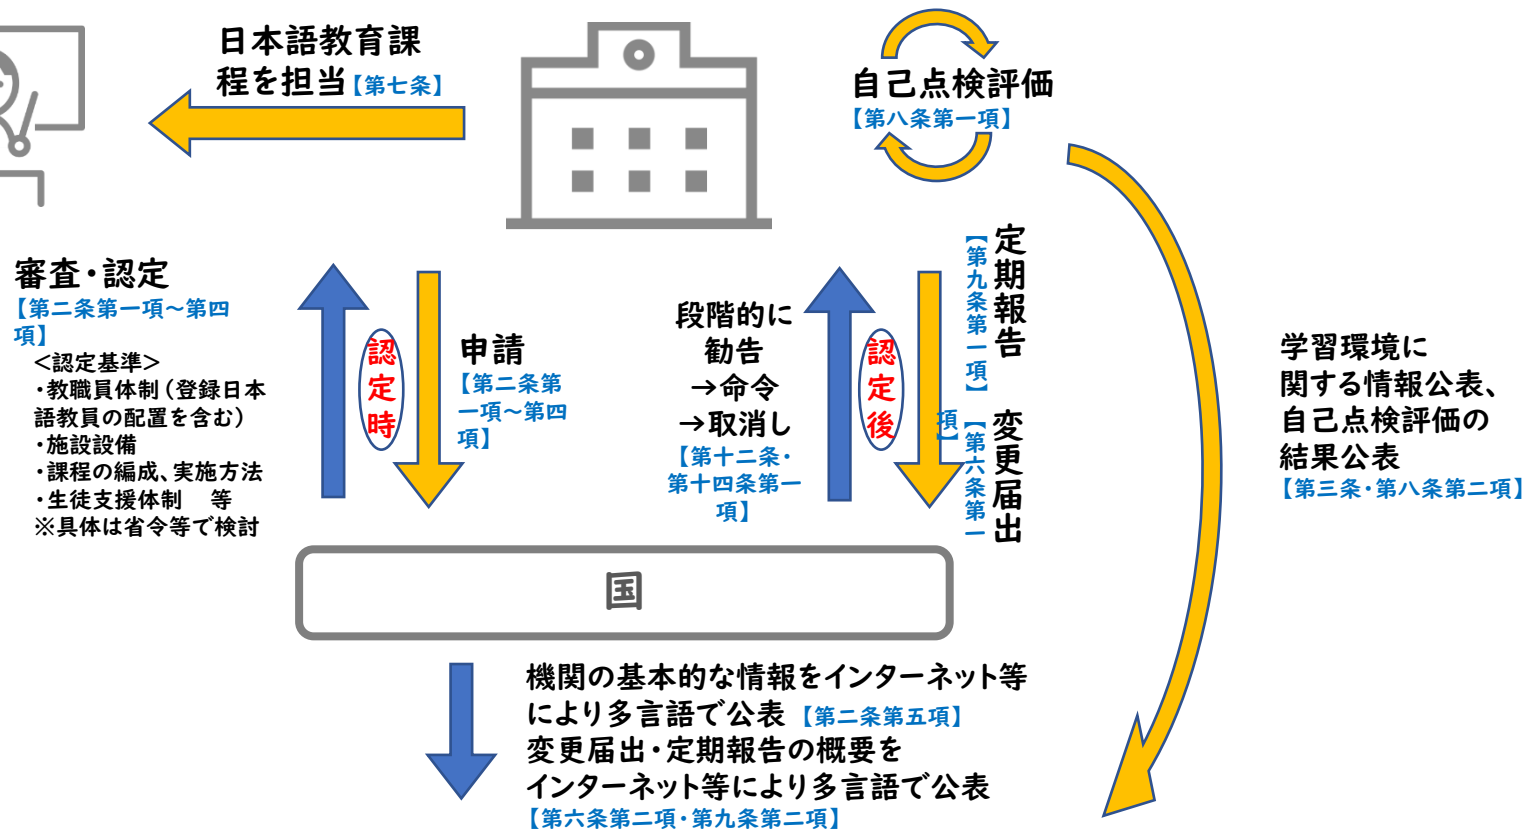 日本語教育課
程を担当【第七条】
自己点検評価
【第八条第一項】
審査・認定
【第二条第一項～第四
項】
＜認定基準＞
・教職員体制（登録日本
語教員の配置を含む）
・施設設備
・課程の編成、実施方法
・生徒支援体制　等
※具体は省令等で検討
認定時
申請
【第二条第
一項～第四
項】
段階的に
勧告
→命令
→取消し
【第十二条・
第十四条第一
項】
認定後
定期報告
【第九条第一項】
変更届出
【第六条第一
項】
学習環境に
関する情報公表、
自己点検評価の
結果公表
【第三条・第八条第二項】
国
機関の基本的な情報をインターネット等
により多言語で公表【第二条第五項】
変更届出・定期報告の概要を
インターネット等により多言語で公表
【第六条第二項・第九条第二項】